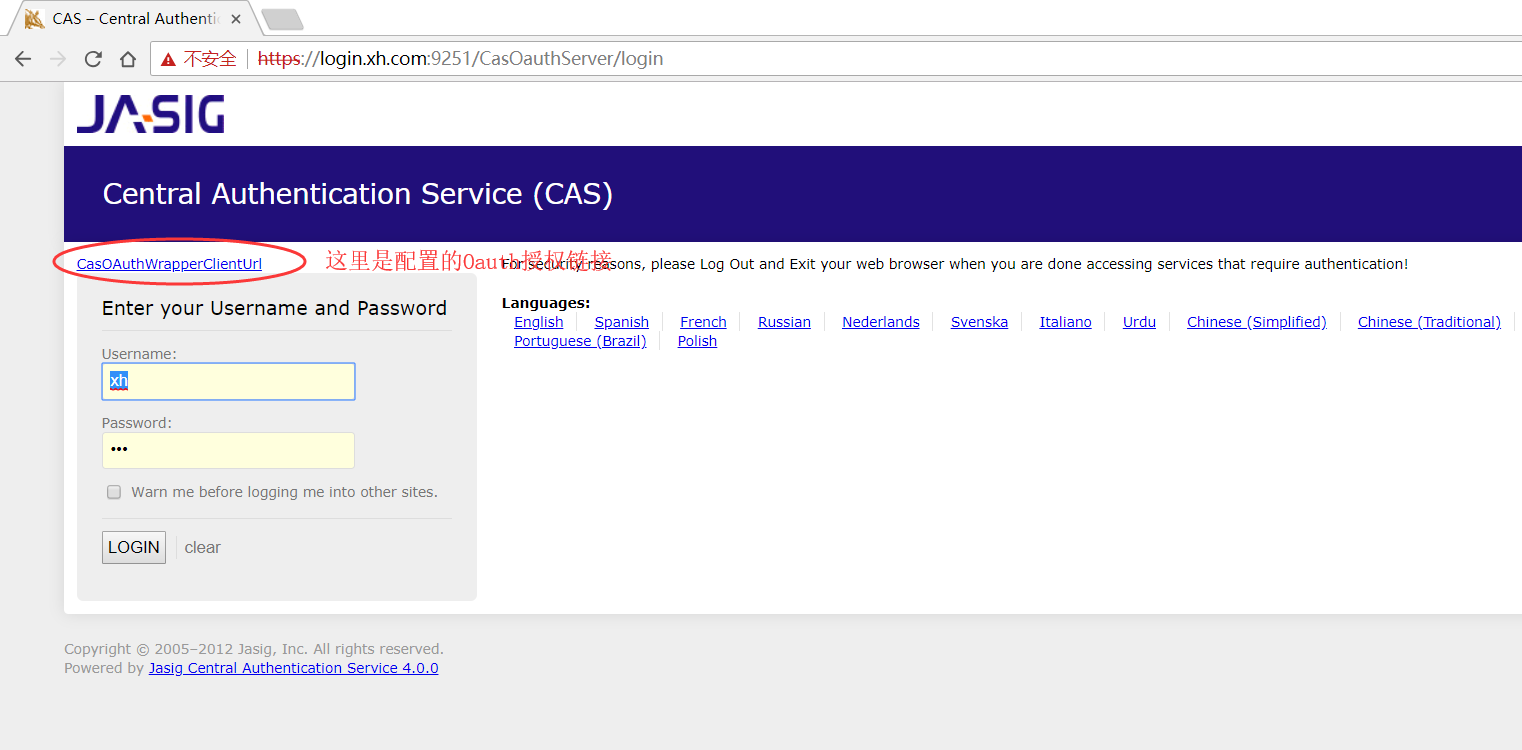 CAS – Central Authenti
不安全 https://login.xh.com:9251/CasOauthServer/login
JASIG
Central Authentication Service (CAS)
CasOAuthWrapperClientUrl
这里是配置的0auth授权链接
For security reasons, please Log Out and Exit your web browser when you are done accessing services that require authentication!
Enter your Username and Password
Username:
xh
Password:
•••
Warn me before logging me into other sites.
LOGIN clear
Languages:
English Spanish French Russian Nederlands Svenska Italiano Urdu Chinese (Simplified) Chinese (Traditional)
Portuguese (Brazil) Polish
Copyright © 2005–2012 Jasig, Inc. All rights reserved.
Powered by Jasig Central Authentication Service 4.0.0